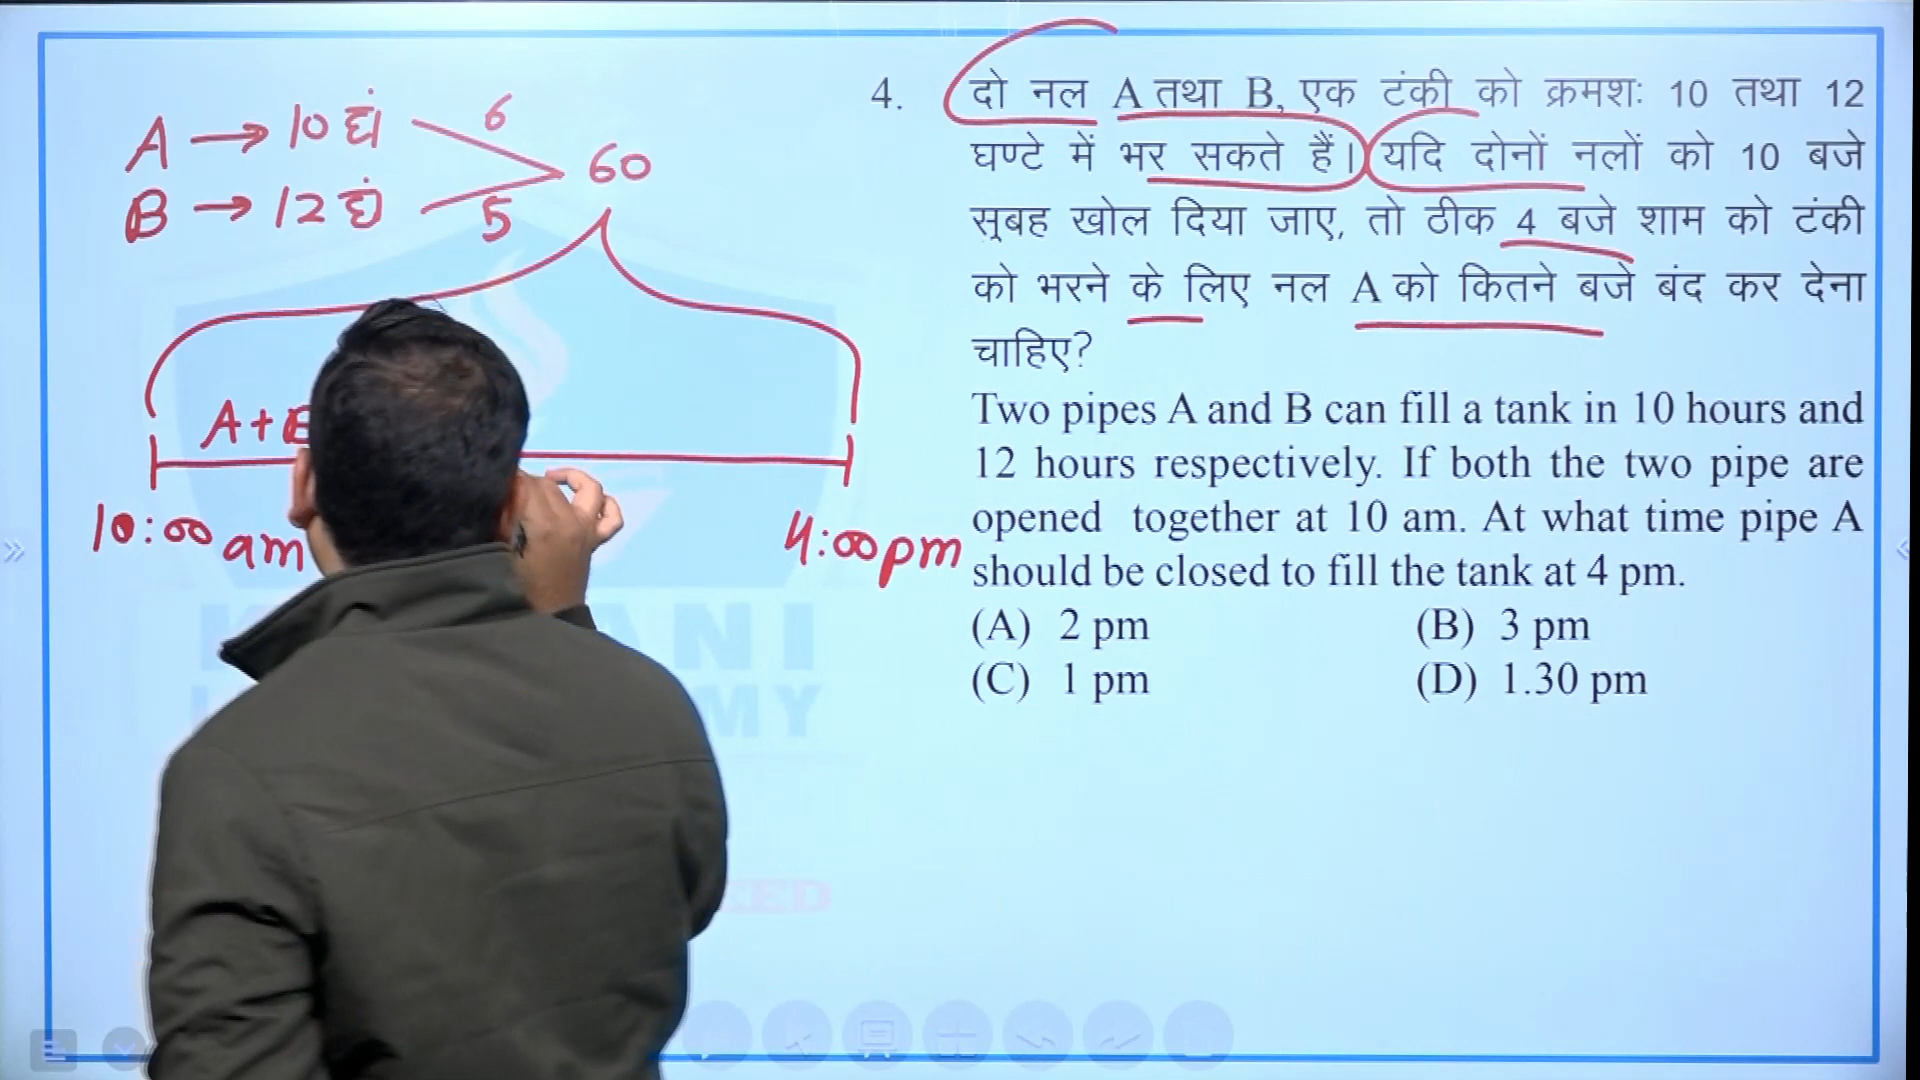 A → 10 घं 6
60
B → 12 घं 5
A+B
10:00 am
4:00 pm
4. दो नल A तथा B, एक टंकी को क्रमशः 10 तथा 12
घण्टे में भर सकते हैं। यदि दोनों नलों को 10 बजे
सुबह खोल दिया जाए, तो ठीक 4 बजे शाम को टंकी
को भरने के लिए नल A को कितने बजे बंद कर देना
चाहिए?
Two pipes A and B can fill a tank in 10 hours and
12 hours respectively. If both the two pipe are
opened together at 10 am. At what time pipe A
should be closed to fill the tank at 4 pm.
(A) 2 pm (B) 3 pm
(C) 1 pm (D) 1.30 pm